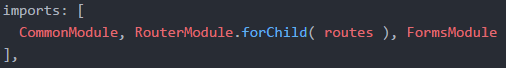 imports: [
  CommonModule, RouterModule.forChild( routes ), FormsModule
],